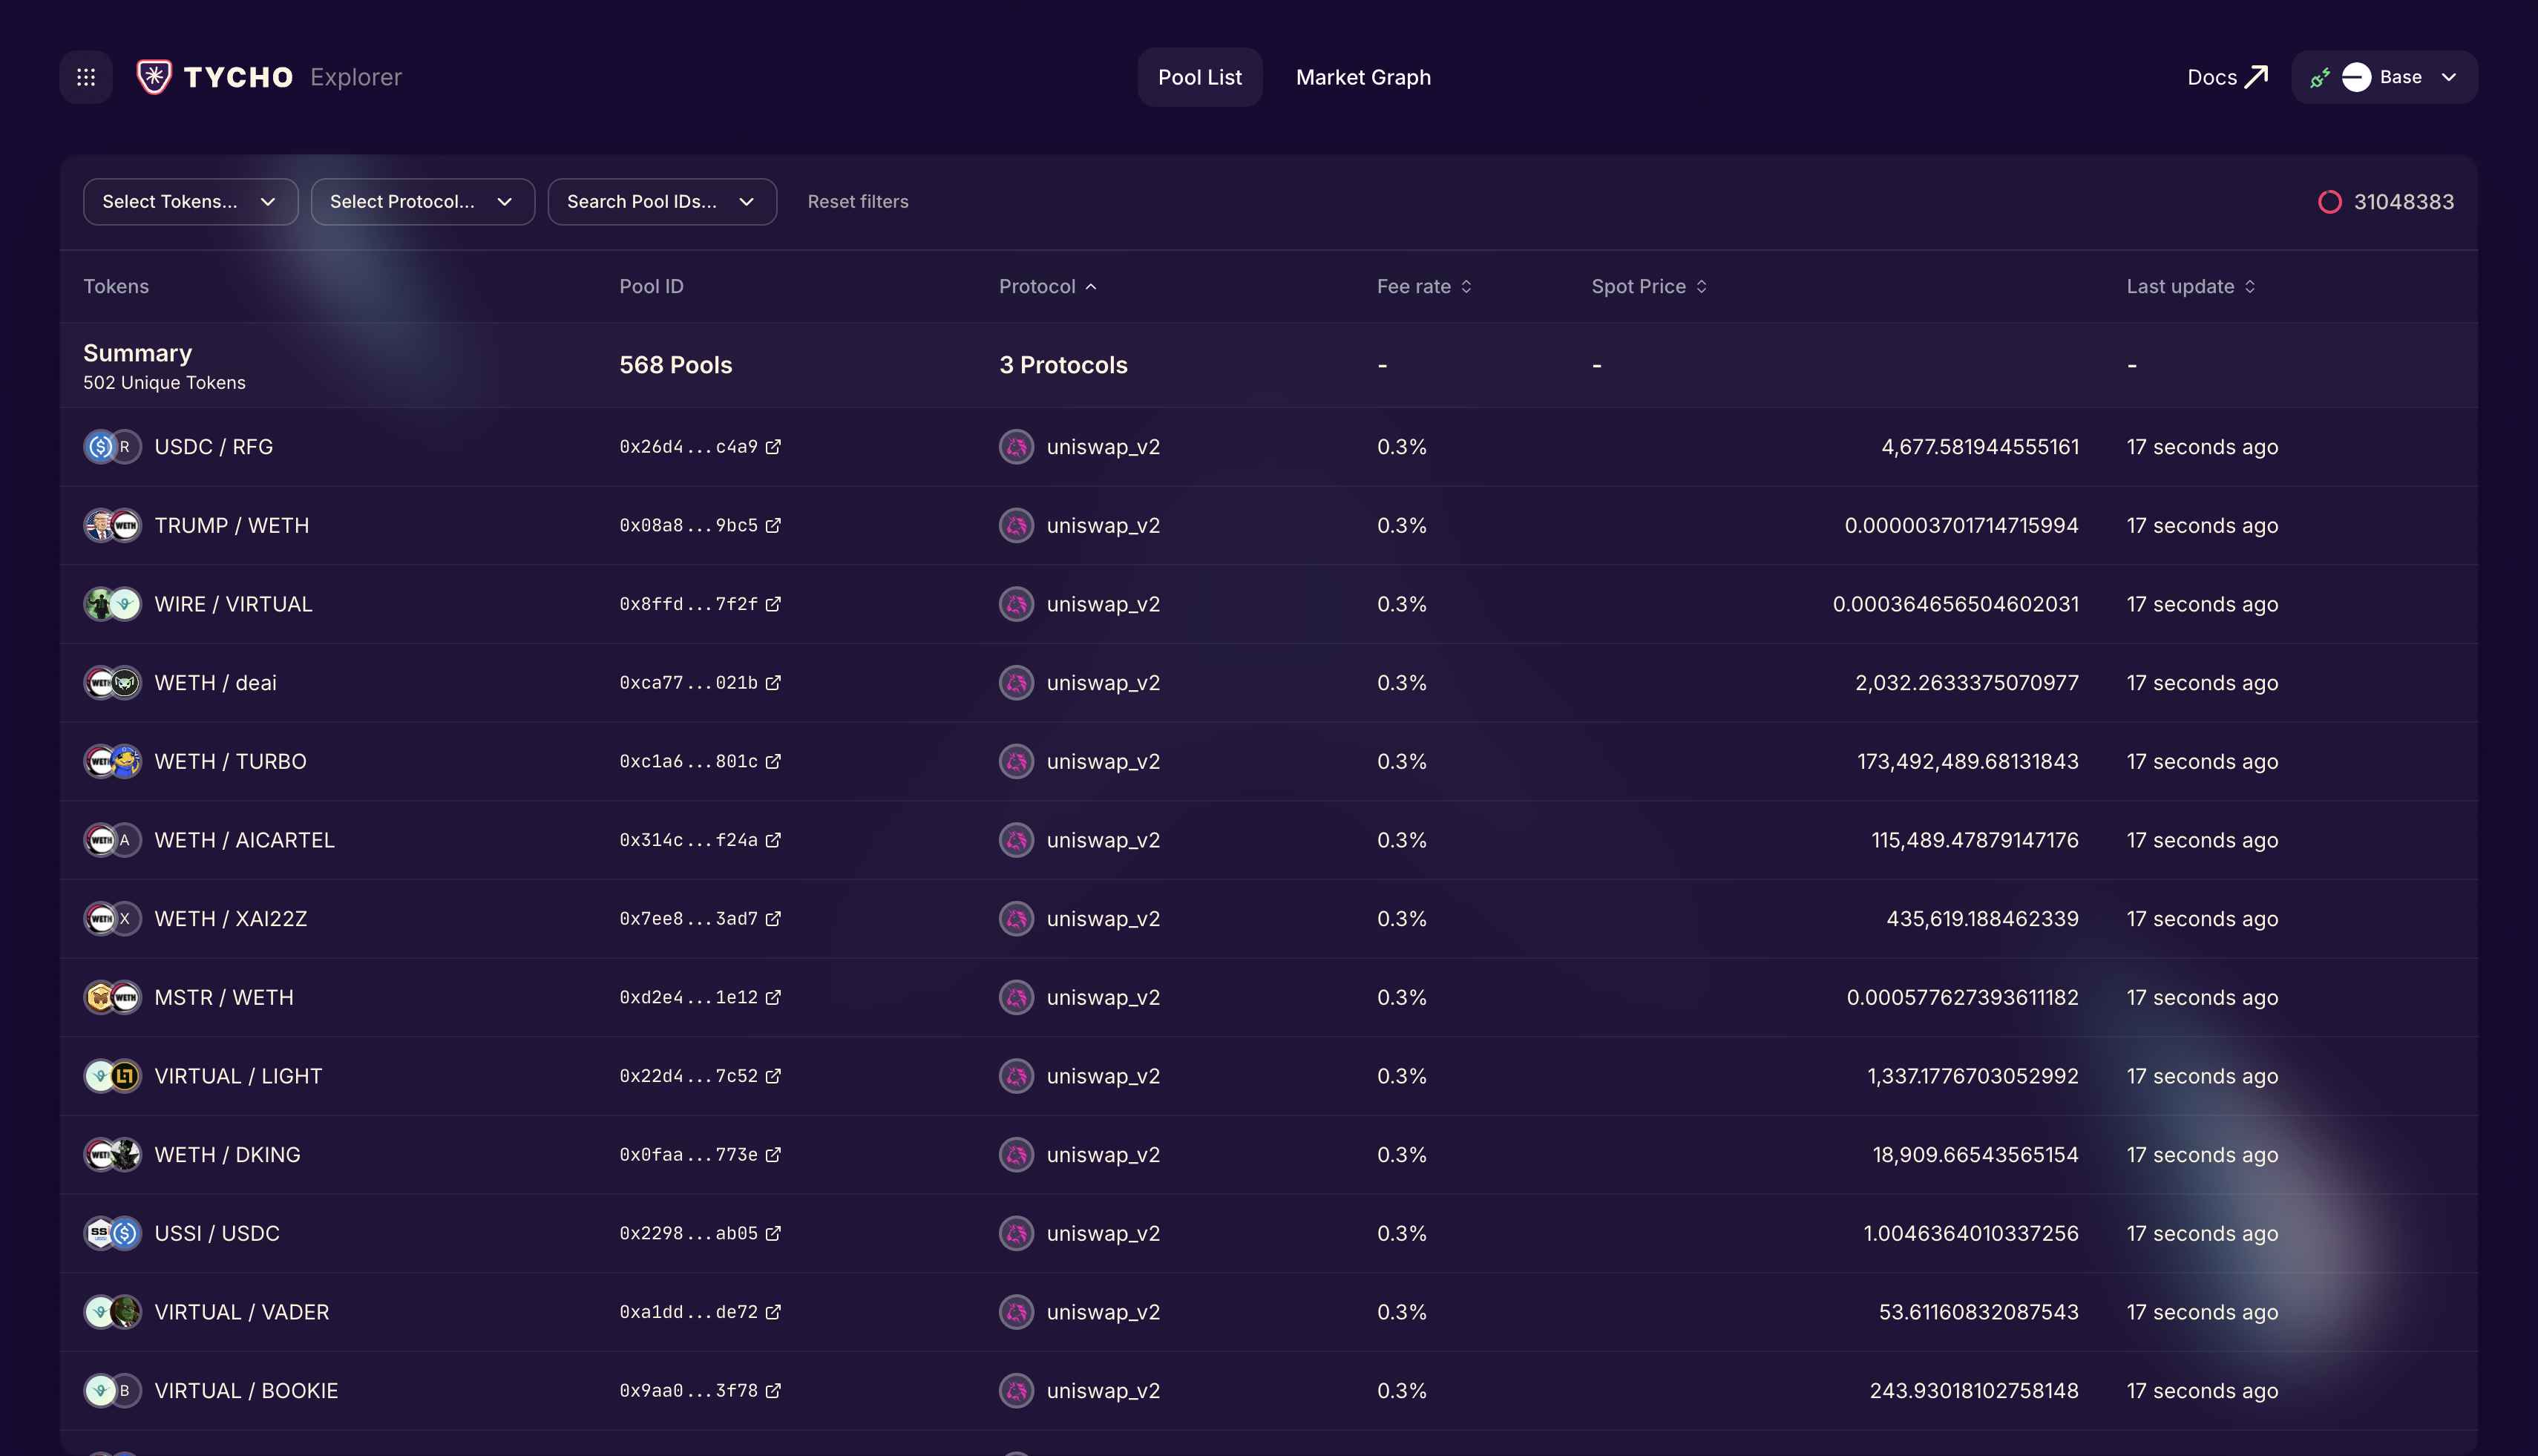 TYCHO Explorer Pool List Market Graph Docs Base
Select Tokens... Select Protocol... Search Pool IDs... Reset filters 31048383
Tokens Pool ID Protocol Fee rate Spot Price Last update
Summary 568 Pools 3 Protocols - - -
502 Unique Tokens
R USDC / RFG 0x26d4...c4a9 uniswap_v2 0.3% 4,677.581944555161 17 seconds ago
WETH TRUMP / WETH 0x08a8...9bc5 uniswap_v2 0.3% 0.000003701714715994 17 seconds ago
WIRE / VIRTUAL 0x8ffd...7f2f uniswap_v2 0.3% 0.000364656504602031 17 seconds ago
WETH WETH / deai 0xca77...021b uniswap_v2 0.3% 2,032.2633375070977 17 seconds ago
WETH WETH / TURBO 0xc1a6...801c uniswap_v2 0.3% 173,492,489.68131843 17 seconds ago
WETH A WETH / AICARTEL 0x314c...f24a uniswap_v2 0.3% 115,489.47879147176 17 seconds ago
WETH X WETH / XAI22Z 0x7ee8...3ad7 uniswap_v2 0.3% 435,619.188462339 17 seconds ago
WETH MSTR / WETH 0xd2e4...1e12 uniswap_v2 0.3% 0.000577627393611182 17 seconds ago
VIRTUAL / LIGHT 0x22d4...7c52 uniswap_v2 0.3% 1,337.1776703052992 17 seconds ago
WETH WETH / DKING 0x0faa...773e uniswap_v2 0.3% 18,909.66543565154 17 seconds ago
SSI USSI USSI / USDC 0x2298...ab05 uniswap_v2 0.3% 1.0046364010337256 17 seconds ago
VIRTUAL / VADER 0xa1dd...de72 uniswap_v2 0.3% 53.61160832087543 17 seconds ago
B VIRTUAL / BOOKIE 0x9aa0...3f78 uniswap_v2 0.3% 243.93018102758148 17 seconds ago